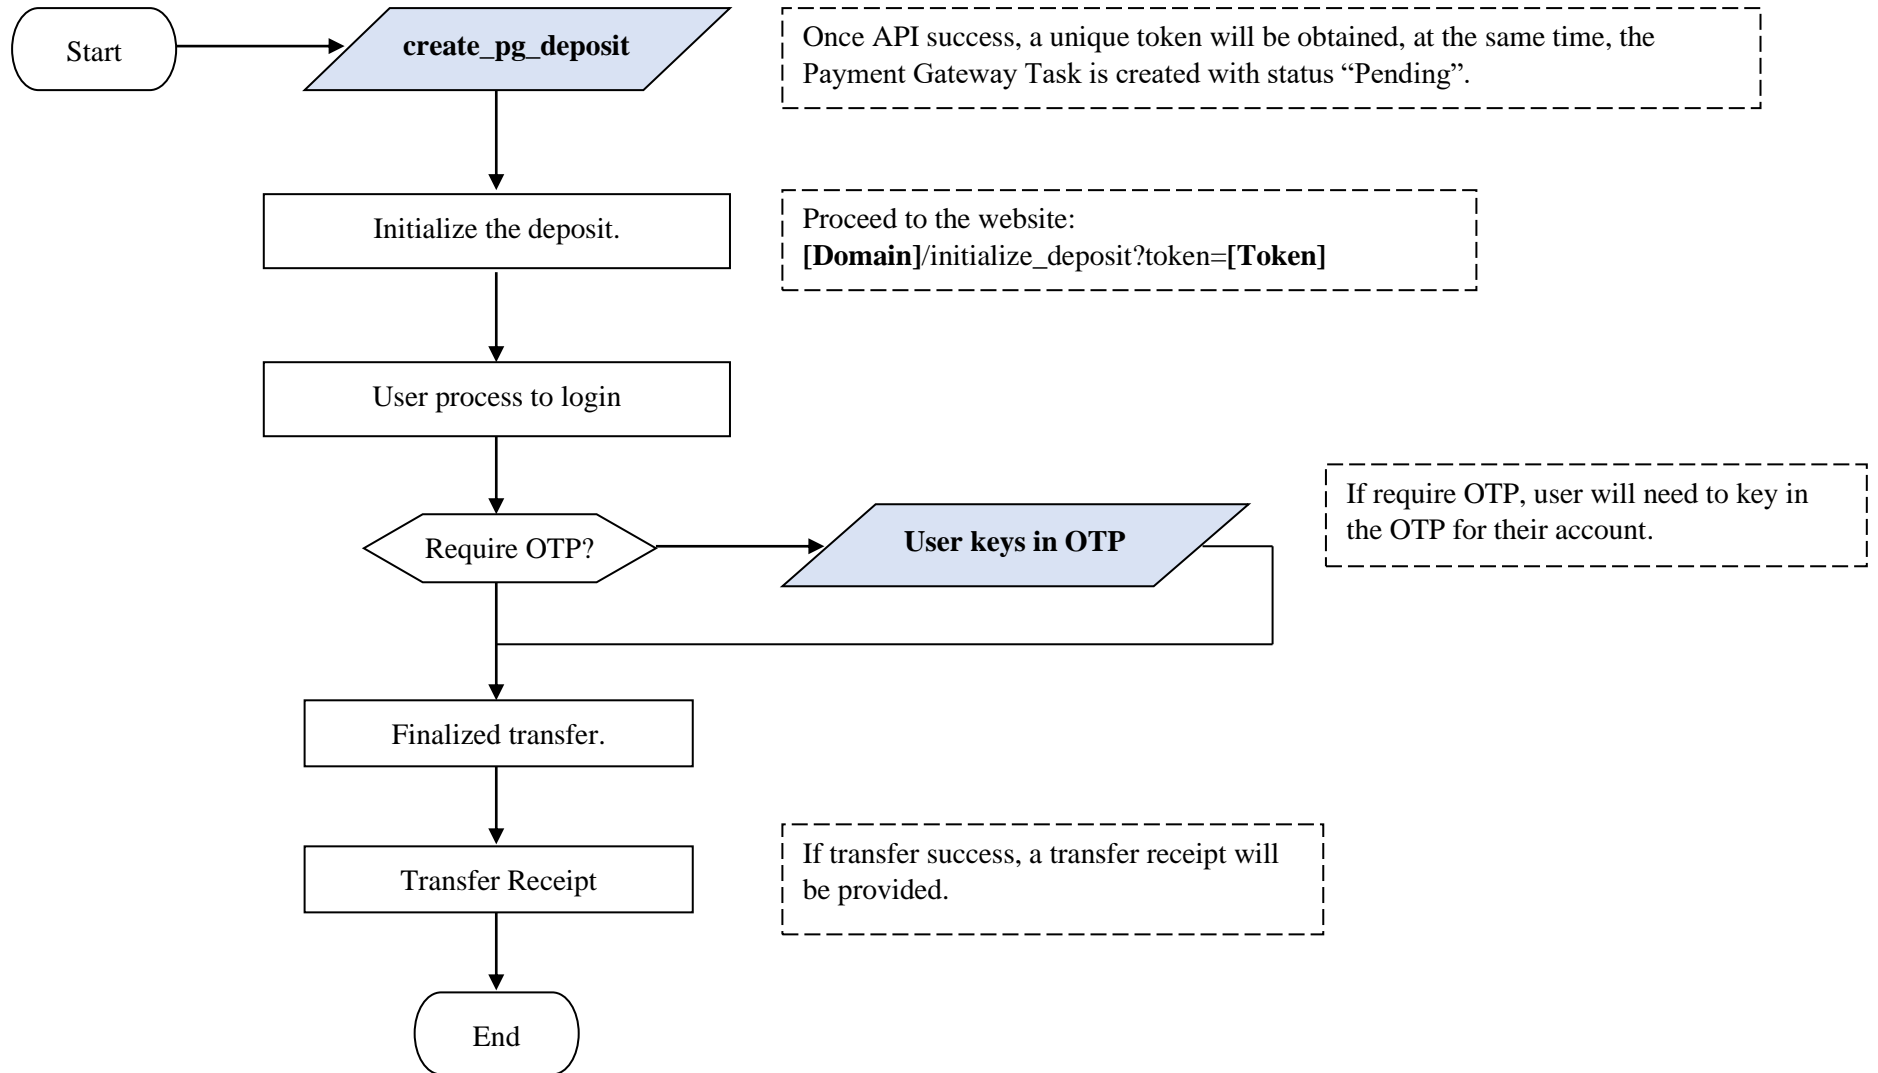 Start
create_pg_deposit
Once API success, a unique token will be obtained, at the same time, the
Payment Gateway Task is created with status “Pending”.
Initialize the deposit.
Proceed to the website:
[Domain]/initialize_deposit?token=[Token]
User process to login
Require OTP?
User keys in OTP
If require OTP, user will need to key in
the OTP for their account.
Finalized transfer.
Transfer Receipt
If transfer success, a transfer receipt will
be provided.
End